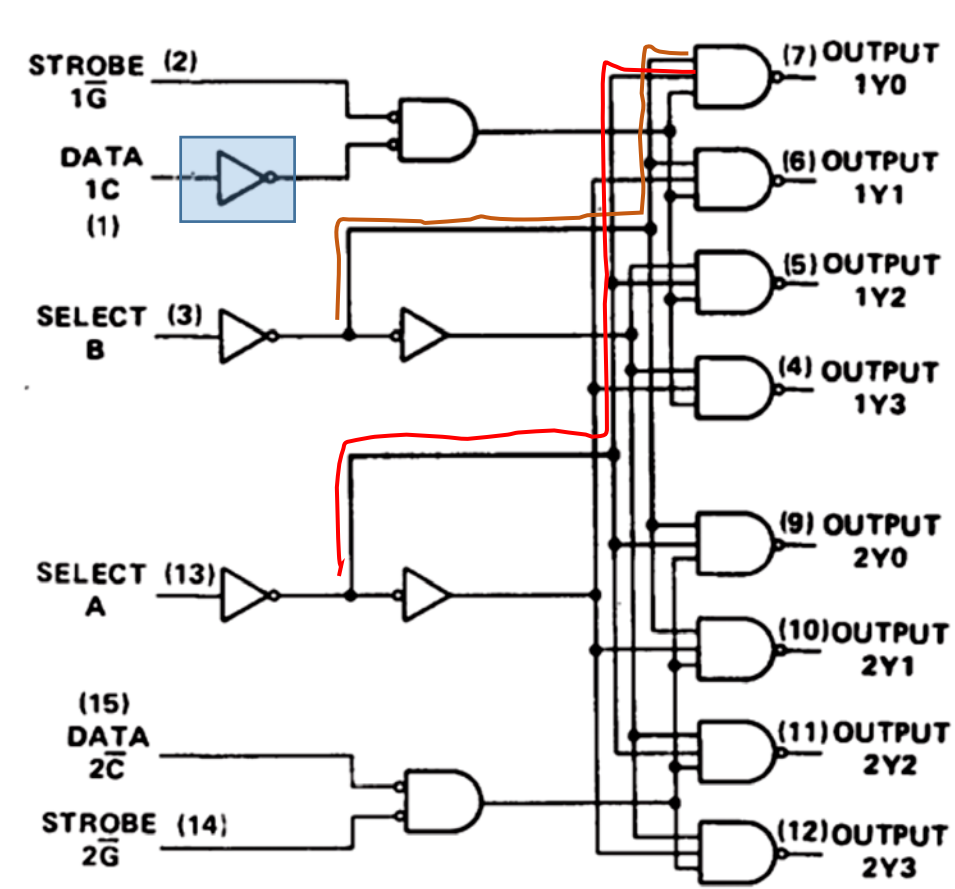 STROBE (2)
1G̅
DATA
1C
(1)
SELECT (3)
B
SELECT (13)
A
(15)
DATA
2C̅
STROBE (14)
2G̅
(7) OUTPUT
1Y0
(6) OUTPUT
1Y1
(5) OUTPUT
1Y2
(4) OUTPUT
1Y3
(9) OUTPUT
2Y0
(10) OUTPUT
2Y1
(11) OUTPUT
2Y2
(12) OUTPUT
2Y3